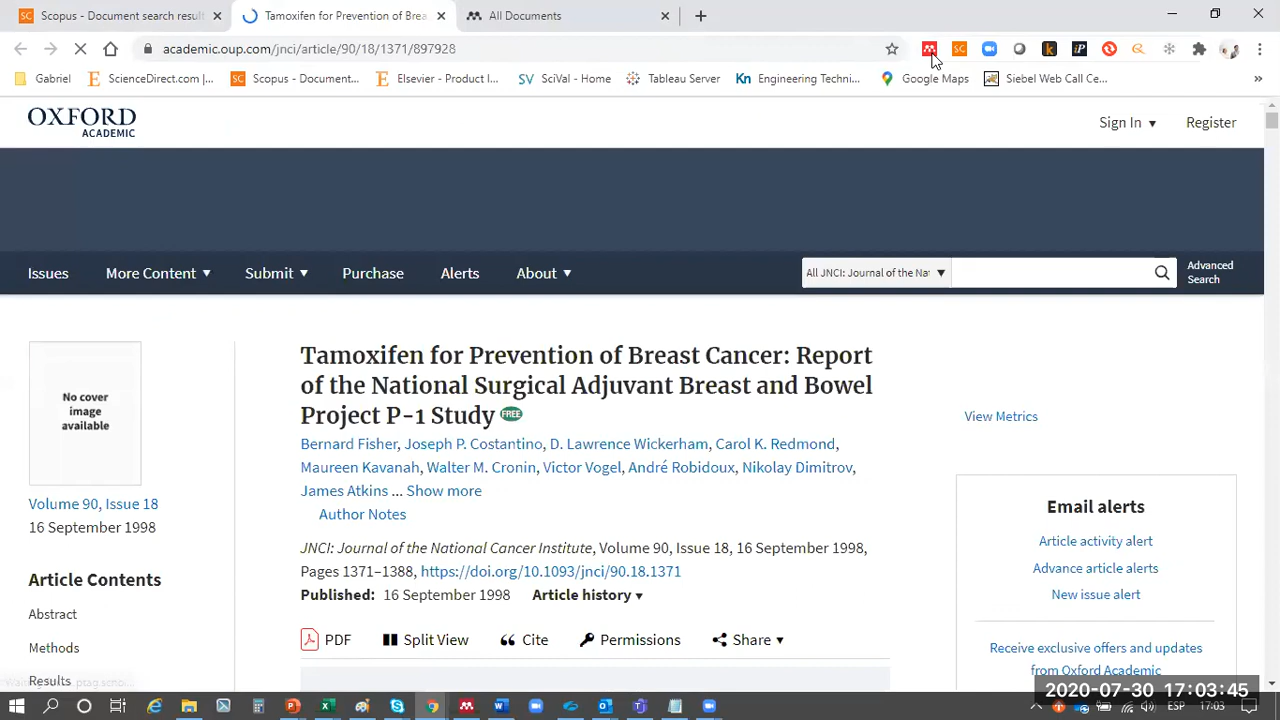 Scopus - Document search result
Tamoxifen for Prevention of Brea
All Documents
academic.oup.com/jnci/article/90/18/1371/897928
Gabriel
ScienceDirect.com |...
Scopus - Document...
Elsevier - Product I...
SciVal - Home
Tableau Server
Engineering Techni...
Google Maps
Siebel Web Call Ce...
»
OXFORD
ACADEMIC
Sign In
Register
Issues
More Content
Submit
Purchase
Alerts
About
All JNCI: Journal of the Nat
Advanced
Search
No cover
image
available
Volume 90, Issue 18
16 September 1998
Article Contents
Abstract
Methods
Results
Tamoxifen for Prevention of Breast Cancer: Report
of the National Surgical Adjuvant Breast and Bowel
Project P-1 Study FREE
Bernard Fisher, Joseph P. Costantino, D. Lawrence Wickerham, Carol K. Redmond,
Maureen Kavanah, Walter M. Cronin, Victor Vogel, André Robidoux, Nikolay Dimitrov,
James Atkins ... Show more
Author Notes
JNCI: Journal of the National Cancer Institute, Volume 90, Issue 18, 16 September 1998,
Pages 1371–1388, https://doi.org/10.1093/jnci/90.18.1371
Published: 16 September 1998 Article history
PDF
Split View
Cite
Permissions
Share
View Metrics
Email alerts
Article activity alert
Advance article alerts
New issue alert
Receive exclusive offers and updates
from Oxford Academic
2020-07-30 17:03:45
ESP
17:03